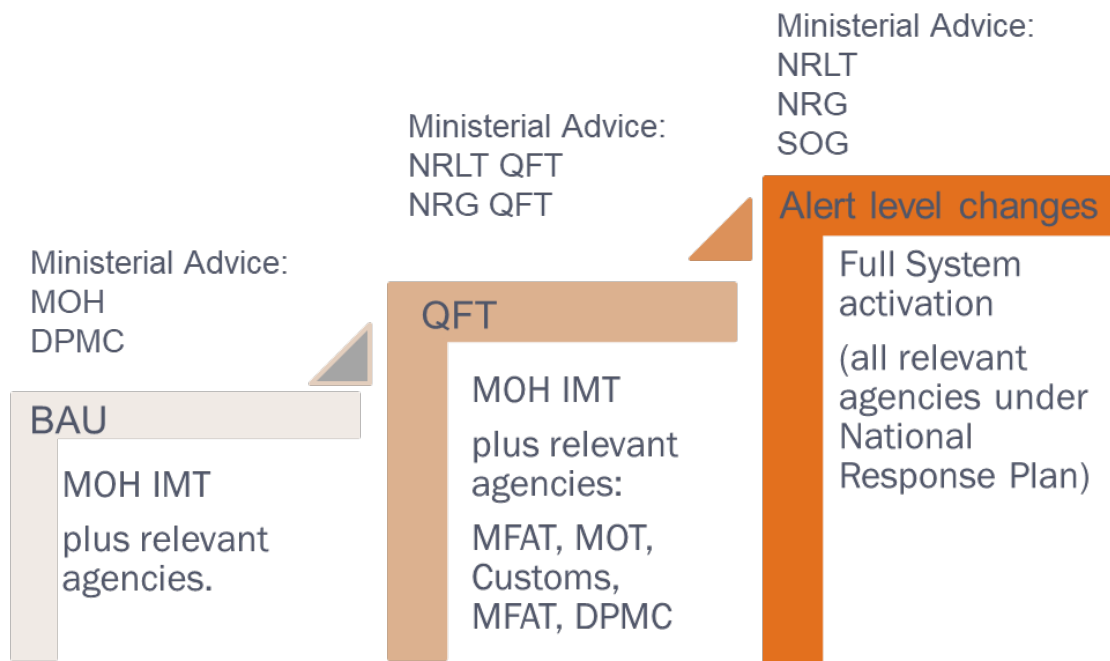 Ministerial Advice:
MOH
DPMC
BAU
MOH IMT
plus relevant
agencies.
Ministerial Advice:
NRLT QFT
NRG QFT
QFT
MOH IMT
plus relevant
agencies:
MFAT, MOT,
Customs,
MFAT, DPMC
Ministerial Advice:
NRLT
NRG
SOG
Alert level changes
Full System
activation
(all relevant
agencies under
National
Response Plan)